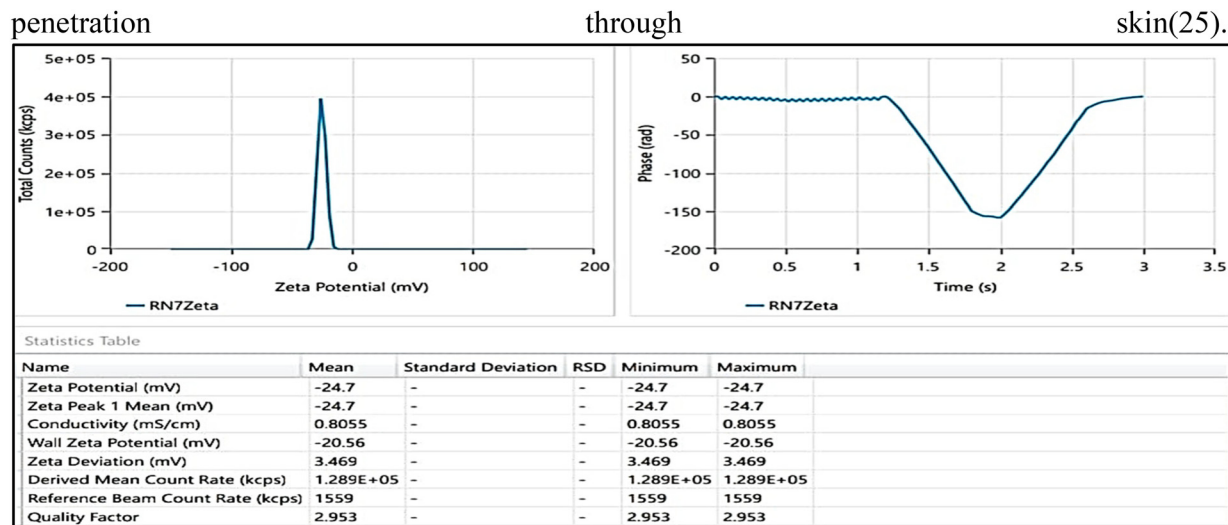 penetration through skin(25).
Total Counts (kcps)
5e+05
4e+05
3e+05
2e+05
1e+05
0
-200 -100 0 100 200
Zeta Potential (mV)
RN7Zeta
Phase (rad)
50
0
-50
-100
-150
-200
0 0.5 1 1.5 2 2.5 3 3.5
Time (s)
RN7Zeta
Statistics Table
Name Mean Standard Deviation RSD Minimum Maximum
Zeta Potential (mV) -24.7 - - -24.7 -24.7
Zeta Peak 1 Mean (mV) -24.7 - - -24.7 -24.7
Conductivity (mS/cm) 0.8055 - - 0.8055 0.8055
Wall Zeta Potential (mV) -20.56 - - -20.56 -20.56
Zeta Deviation (mV) 3.469 - - 3.469 3.469
Derived Mean Count Rate (kcps) 1.289E+05 - - 1.289E+05 1.289E+05
Reference Beam Count Rate (kcps) 1559 - - 1559 1559
Quality Factor 2.953 - - 2.953 2.953